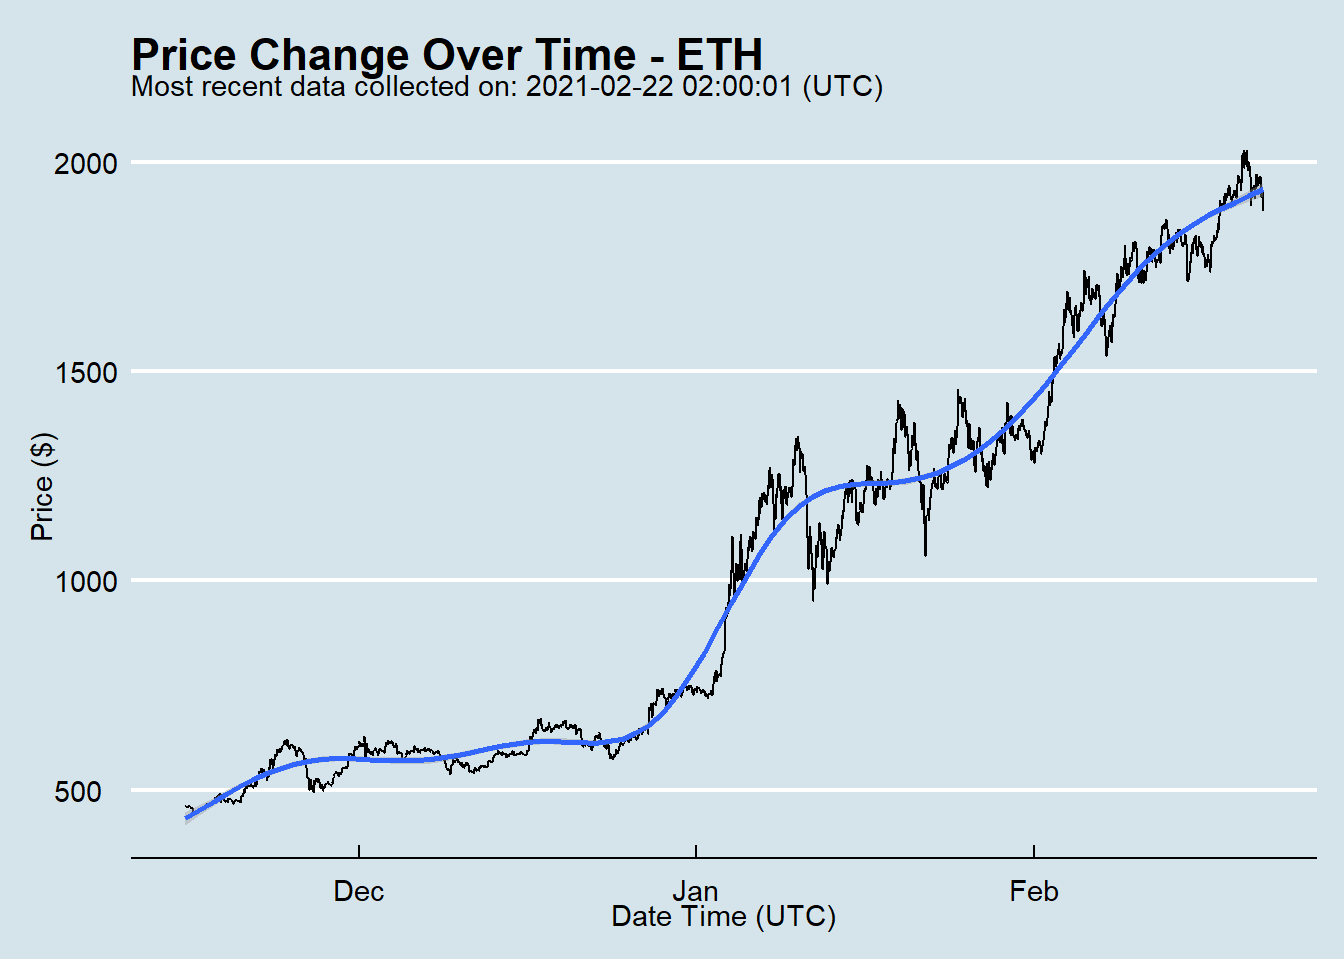 Price Change Over Time - ETH
Most recent data collected on: 2021-02-22 02:00:01 (UTC)
2000
1500
1000
500
Price ($)
Dec Jan Feb
Date Time (UTC)